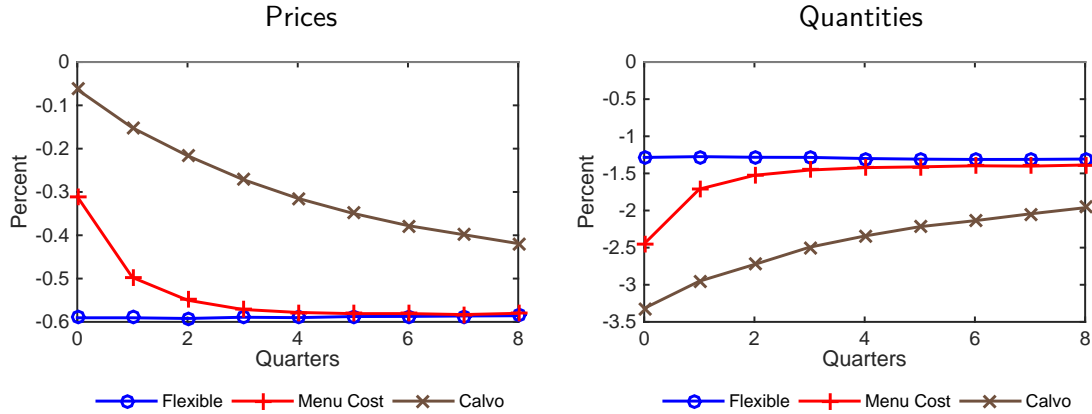 Prices
0
-0.1
-0.2
-0.3
-0.4
-0.5
-0.6
Percent
0 2 4 6 8
Quarters
Flexible Menu Cost Calvo
Quantities
0
-0.5
-1
-1.5
-2
-2.5
-3
-3.5
Percent
0 2 4 6 8
Quarters
Flexible Menu Cost Calvo